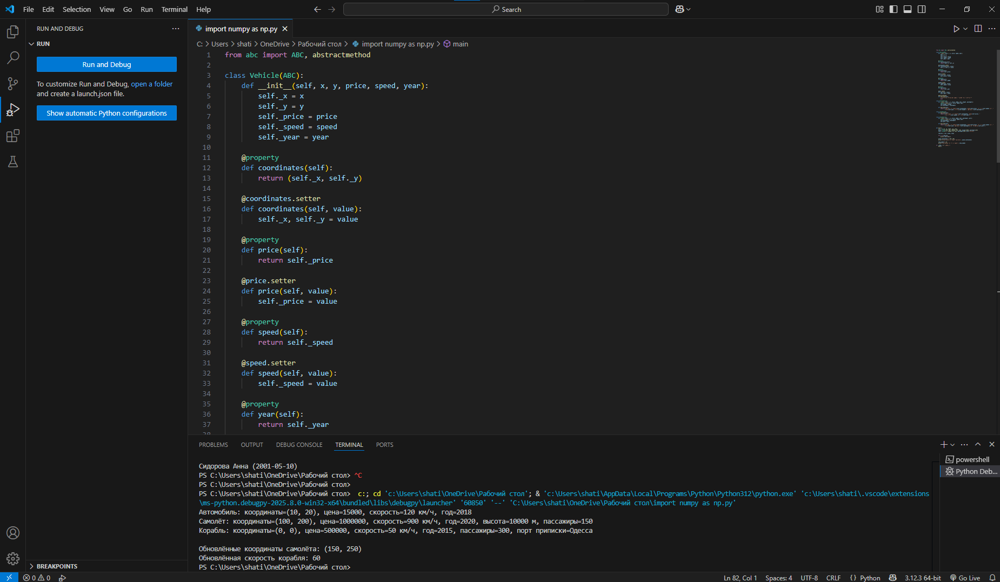 File Edit Selection View Go Run Terminal Help
Search
RUN AND DEBUG
RUN
Run and Debug
To customize Run and Debug, open a folder
and create a launch.json file.
Show automatic Python configurations
BREAKPOINTS
import numpy as np.py
C: > Users > shati > OneDrive > Рабочий стол > import numpy as np.py > main
1 from abc import ABC, abstractmethod
2
3 class Vehicle(ABC):
4 def __init__(self, x, y, price, speed, year):
5 self._x = x
6 self._y = y
7 self._price = price
8 self._speed = speed
9 self._year = year
10
11 @property
12 def coordinates(self):
13 return (self._x, self._y)
14
15 @coordinates.setter
16 def coordinates(self, value):
17 self._x, self._y = value
18
19 @property
20 def price(self):
21 return self._price
22
23 @price.setter
24 def price(self, value):
25 self._price = value
26
27 @property
28 def speed(self):
29 return self._speed
30
31 @speed.setter
32 def speed(self, value):
33 self._speed = value
34
35 @property
36 def year(self):
37 return self._year
38
PROBLEMS OUTPUT DEBUG CONSOLE TERMINAL PORTS
Сидорова Анна (2001-05-10)
PS C:\Users\shati\OneDrive\Рабочий стол> ^C
PS C:\Users\shati\OneDrive\Рабочий стол>
PS C:\Users\shati\OneDrive\Рабочий стол> c:; cd 'c:\Users\shati\OneDrive\Рабочий стол'; & 'c:\Users\shati\AppData\Local\Programs\Python\Python312\python.exe' 'c:\Users\shati\.vscode\extensions
\ms-python.debugpy-2025.8.0-win32-x64\bundled\libs\debugpy\launcher' '60850' '--' 'C:\Users\shati\OneDrive\Рабочий стол\import numpy as np.py'
Автомобиль: координаты=(10, 20), цена=15000, скорость=120 км/ч, год=2018
Самолёт: координаты=(100, 200), цена=1000000, скорость=900 км/ч, год=2020, высота=10000 м, пассажиры=150
Корабль: координаты=(0, 0), цена=500000, скорость=50 км/ч, год=2015, пассажиры=300, порт приписки=Одесса
Обновлённые координаты самолёта: (150, 250)
Обновлённая скорость корабля: 60
PS C:\Users\shati\OneDrive\Рабочий стол>
powershell
Python Deb...
0 0
Ln 82, Col 1 Spaces: 4 UTF-8 CRLF {} Python 3.12.3 64-bit Go Live